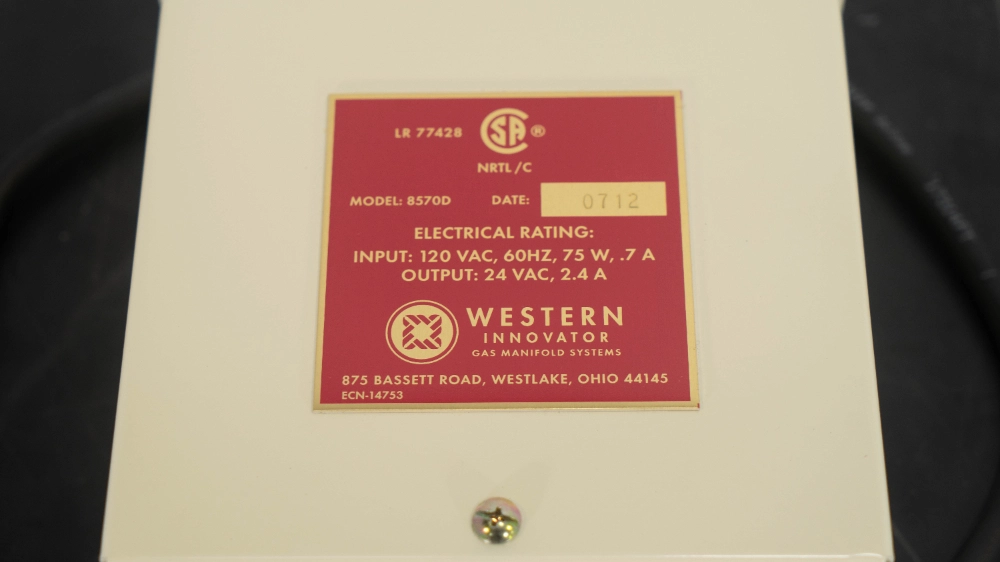 LR 77428 CSA ®
NRTL/C
MODEL: 8570D DATE: 0712
ELECTRICAL RATING:
INPUT: 120 VAC, 60HZ, 75 W, .7 A
OUTPUT: 24 VAC, 2.4 A
WESTERN
INNOVATOR
GAS MANIFOLD SYSTEMS
875 BASSETT ROAD, WESTLAKE, OHIO 44145
ECN-14753